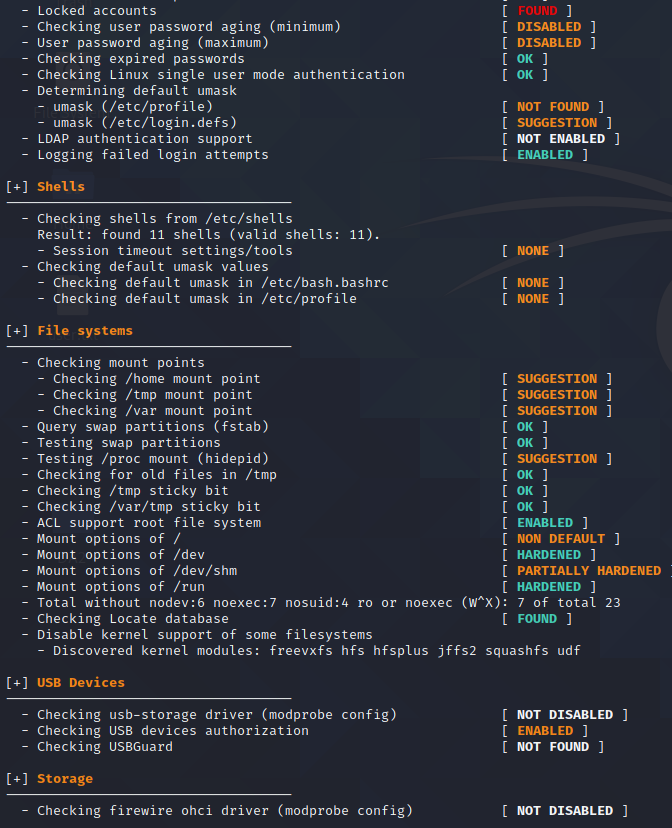 - Locked accounts [ FOUND ]
- Checking user password aging (minimum) [ DISABLED ]
- User password aging (maximum) [ DISABLED ]
- Checking expired passwords [ OK ]
- Checking Linux single user mode authentication [ OK ]
- Determining default umask
- umask (/etc/profile) [ NOT FOUND ]
- umask (/etc/login.defs) [ SUGGESTION ]
- LDAP authentication support [ NOT ENABLED ]
- Logging failed login attempts [ ENABLED ]
[+] Shells
- Checking shells from /etc/shells
Result: found 11 shells (valid shells: 11).
- Session timeout settings/tools [ NONE ]
- Checking default umask values
- Checking default umask in /etc/bash.bashrc [ NONE ]
- Checking default umask in /etc/profile [ NONE ]
[+] File systems
- Checking mount points
- Checking /home mount point [ SUGGESTION ]
- Checking /tmp mount point [ SUGGESTION ]
- Checking /var mount point [ SUGGESTION ]
- Query swap partitions (fstab) [ OK ]
- Testing swap partitions [ OK ]
- Testing /proc mount (hidepid) [ SUGGESTION ]
- Checking for old files in /tmp [ OK ]
- Checking /tmp sticky bit [ OK ]
- Checking /var/tmp sticky bit [ OK ]
- ACL support root file system [ ENABLED ]
- Mount options of / [ NON DEFAULT ]
- Mount options of /dev [ HARDENED ]
- Mount options of /dev/shm [ PARTIALLY HARDENED ]
- Mount options of /run [ HARDENED ]
- Total without nodev:6 noexec:7 nosuid:4 ro or noexec (W^X): 7 of total 23
- Checking Locate database [ FOUND ]
- Disable kernel support of some filesystems
- Discovered kernel modules: freevxfs hfs hfsplus jffs2 squashfs udf
[+] USB Devices
- Checking usb-storage driver (modprobe config) [ NOT DISABLED ]
- Checking USB devices authorization [ ENABLED ]
- Checking USBGuard [ NOT FOUND ]
[+] Storage
- Checking firewire ohci driver (modprobe config) [ NOT DISABLED ]